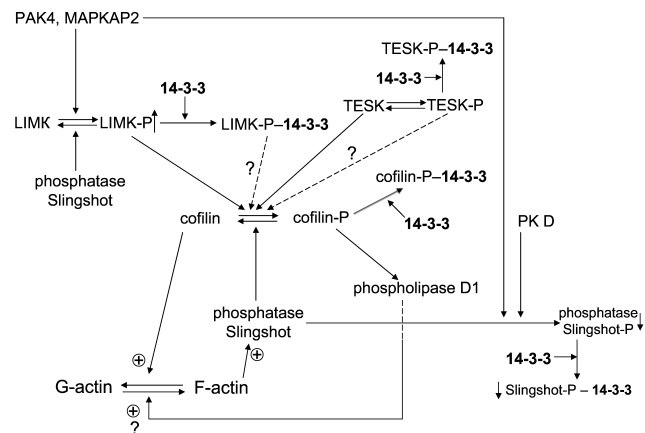 PAK4, MAPKAP2
TESK-P–14-3-3
14-3-3
14-3-3
TESK
TESK-P
LIMK
LIMK-P
LIMK-P–14-3-3
?
?
phosphatase
Slingshot
cofilin-P–14-3-3
cofilin
cofilin-P
14-3-3
PK D
phospholipase D1
phosphatase
Slingshot
phosphatase
Slingshot-P
⊕
⊕
14-3-3
G-actin
F-actin
Slingshot-P – 14-3-3
⊕
?